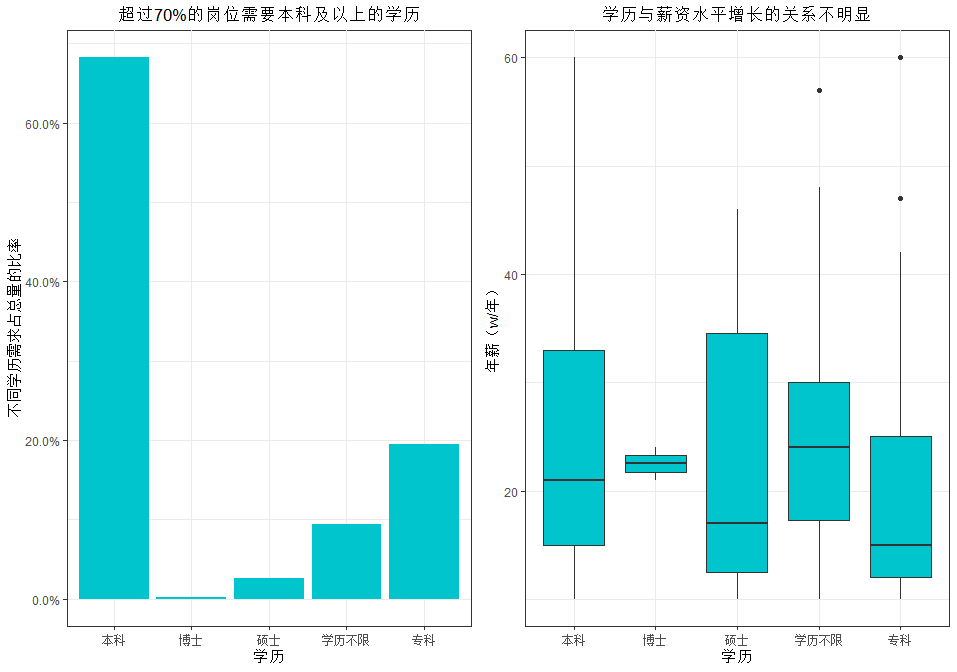 超过70%的岗位需要本科及以上的学历
不同学历需求占总量的比率
60.0%
40.0%
20.0%
0.0%
本科
博士
硕士
学历不限
专科
学历
学历与薪资水平增长的关系不明显
年薪（w/年）
60
40
20
本科
博士
硕士
学历不限
专科
学历